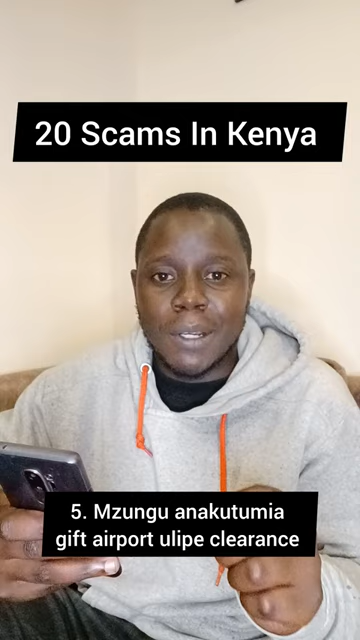 20 Scams In Kenya
5. Mzungu anakutumia
gift airport ulipe clearance